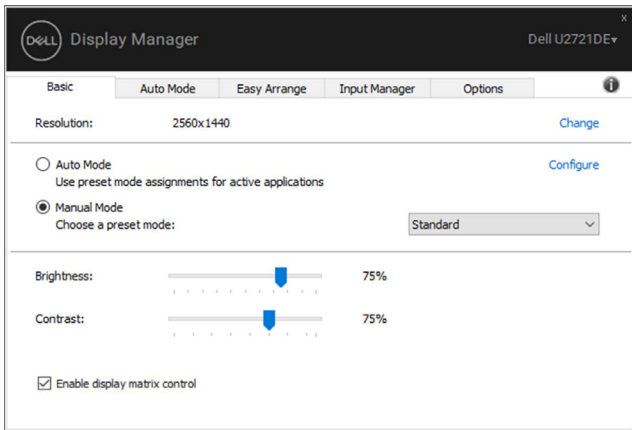 x
DELL Display Manager Dell U2721DE
Basic Auto Mode Easy Arrange Input Manager Options
Resolution: 2560x1440 Change
Auto Mode Configure
Use preset mode assignments for active applications
Manual Mode
Choose a preset mode: Standard
Brightness: 75%
Contrast: 75%
Enable display matrix control